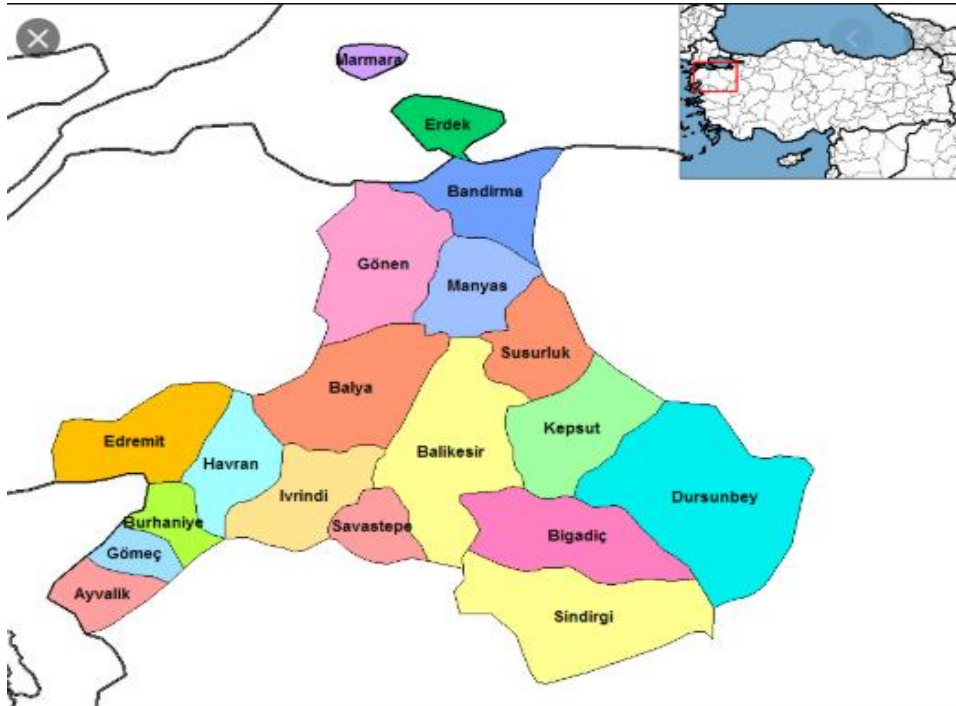 Marmara
Erdek
Bandirma
Gönen
Manyas
Susurluk
Balya
Kepsut
Edremit
Havran
Balikesir
Ivrindi
Dursunbey
Burhaniye
Savastepe
Bigadiç
Gömeç
Ayvalik
Sindirgi